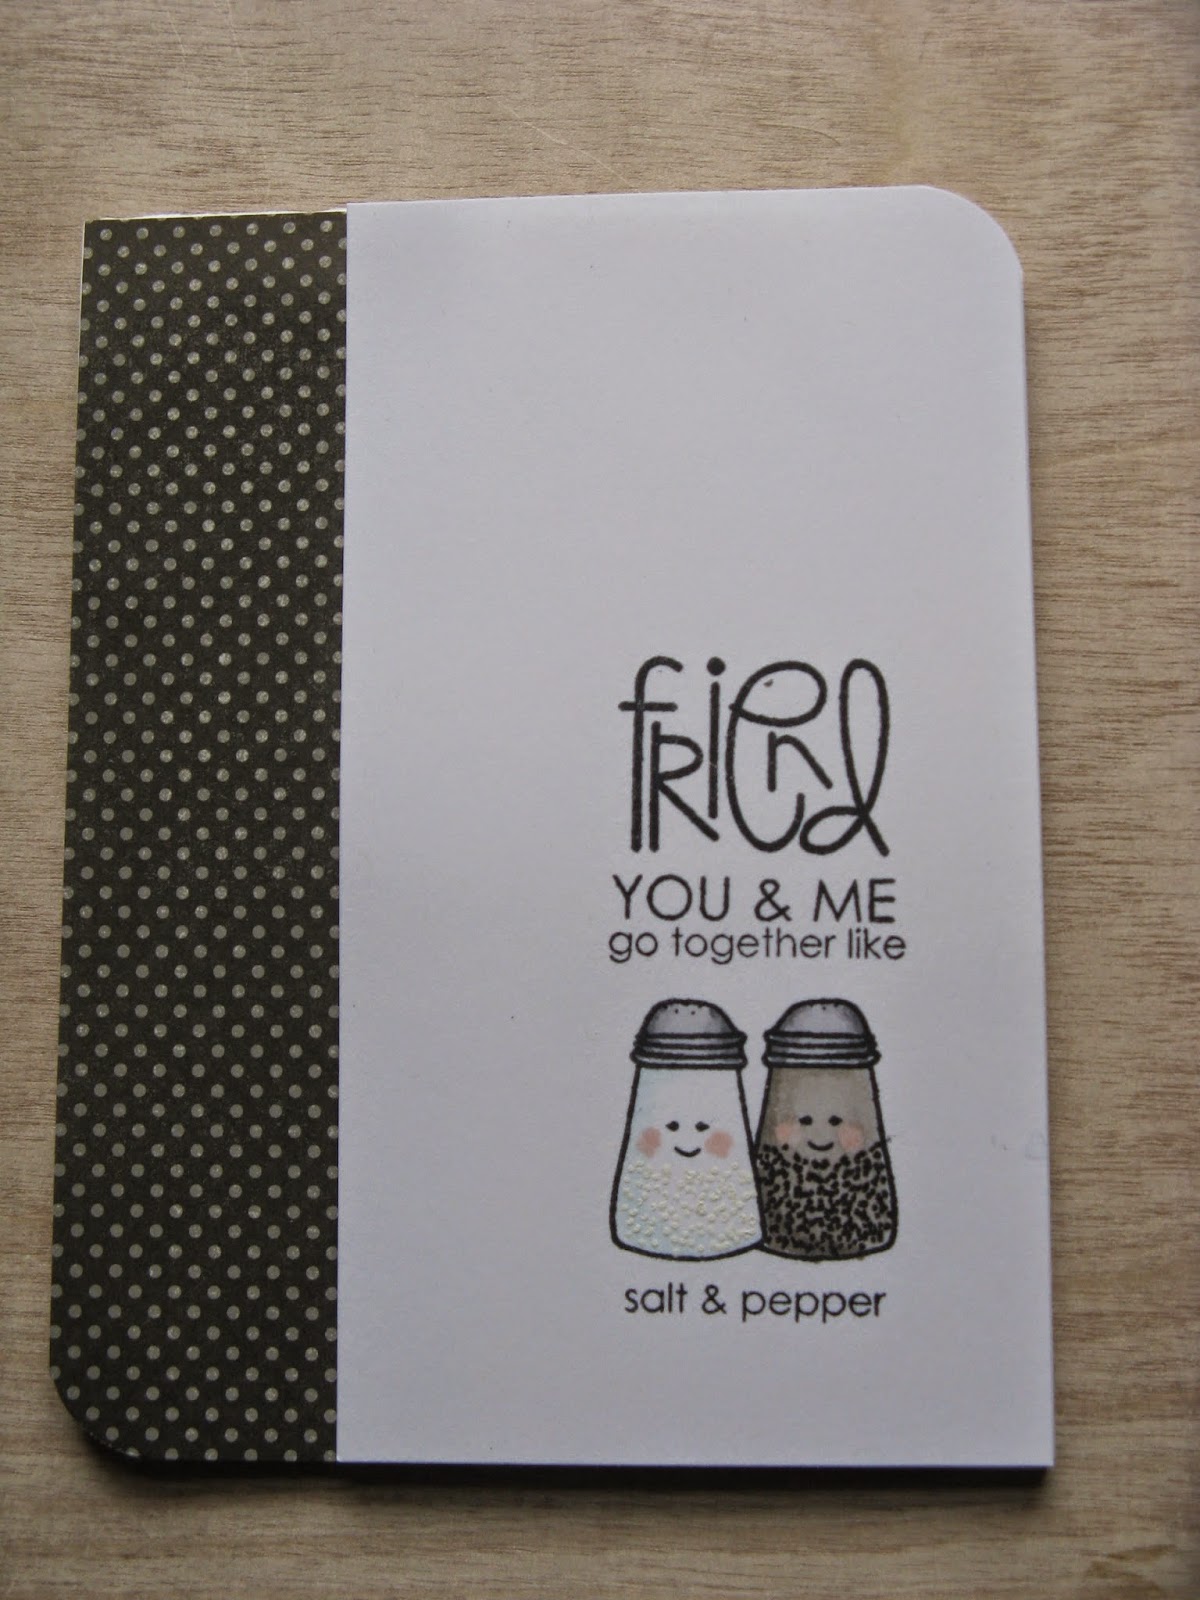 fRiend
YOU & ME
go together like
salt & pepper